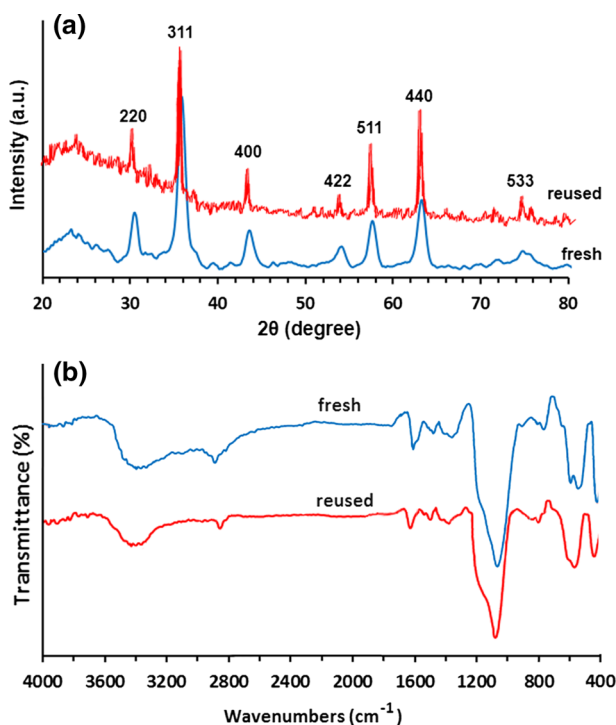 (a)
311
220
400
422
511
440
533
reused
fresh
Intensity (a.u.)
20 30 40 50 60 70 80
2θ (degree)
(b)
fresh
reused
Transmittance (%)
4000 3600 3200 2800 2400 2000 1600 1200 800 400
Wavenumbers (cm⁻¹)